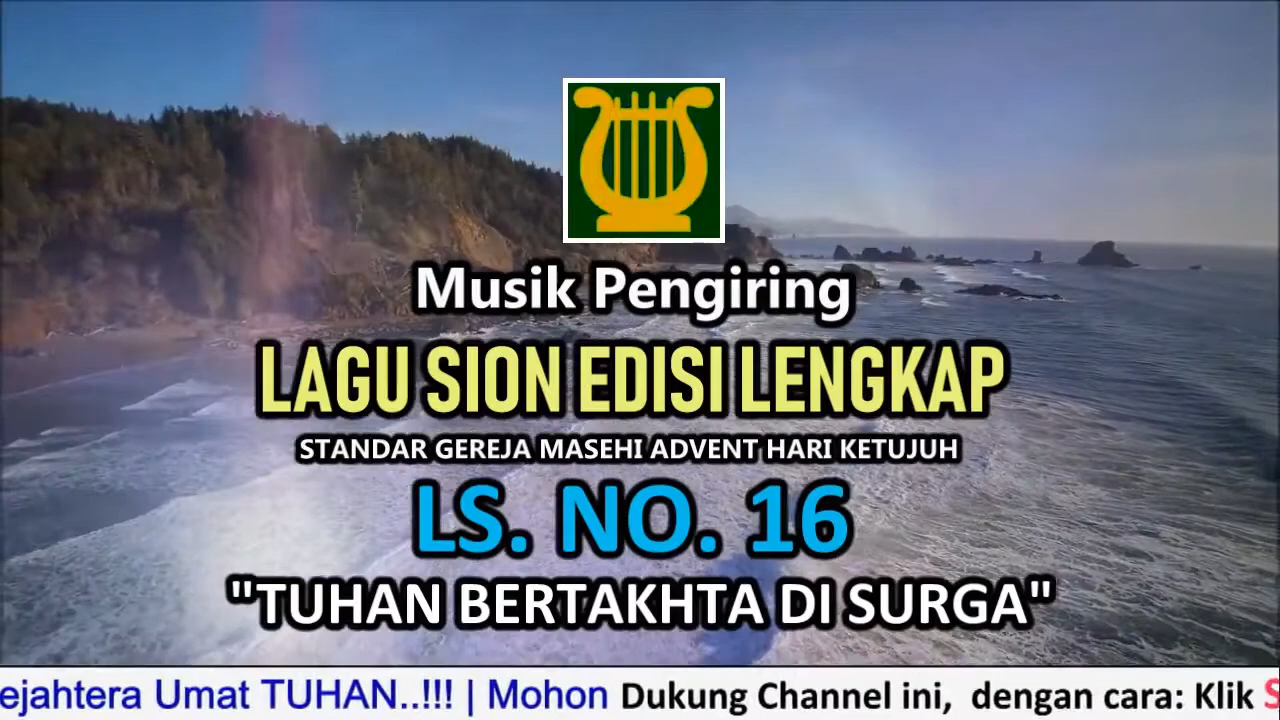 Musik Pengiring
LAGU SION EDISI LENGKAP
STANDAR GEREJA MASEHI ADVENT HARI KETUJUH
LS. NO. 16
"TUHAN BERTAKHTA DI SURGA"
ejahtera Umat TUHAN..!!! | Mohon Dukung Channel ini, dengan cara: Klik S